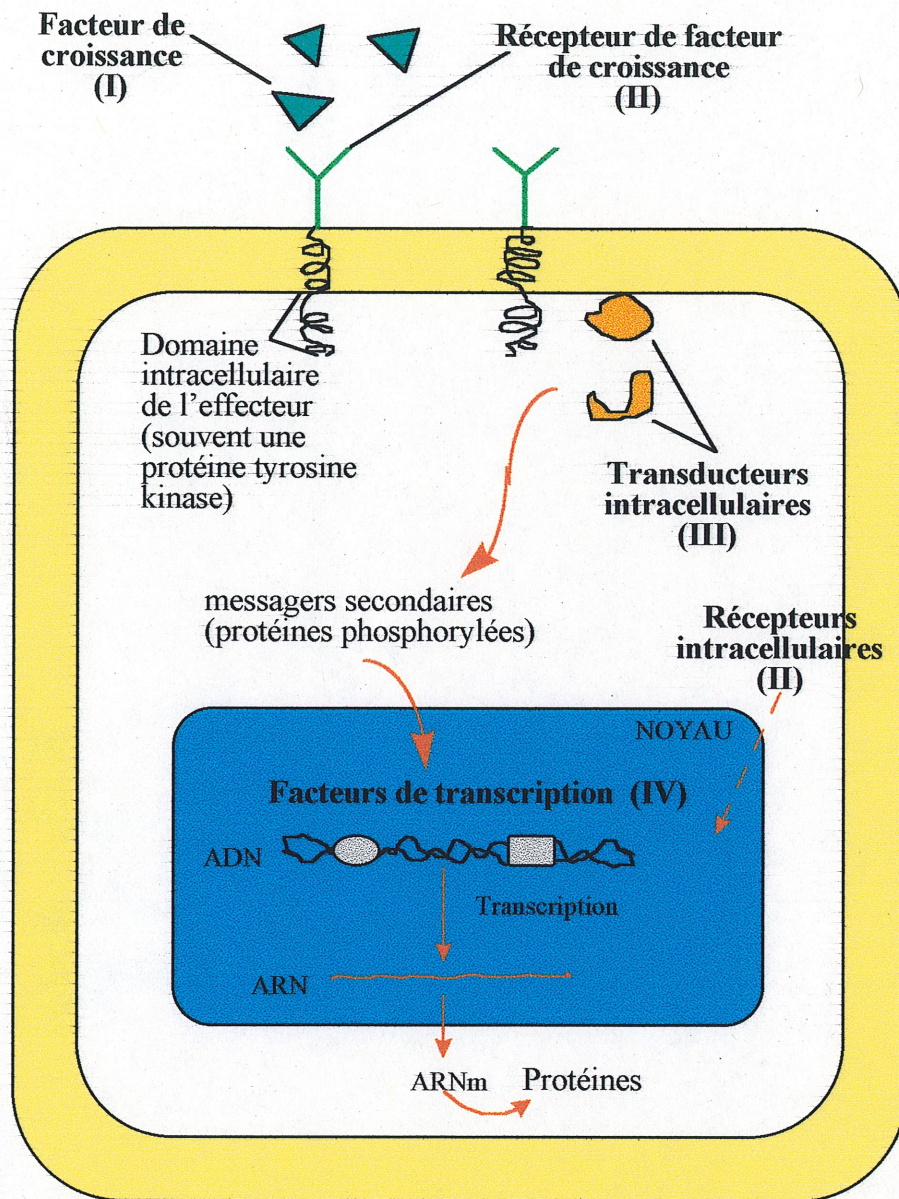 Facteur de
croissance
(I)
Récepteur de facteur
de croissance
(II)
Domaine
intracellulaire
de l’effecteur
(souvent une
protéine tyrosine
kinase)
Transducteurs
intracellulaires
(III)
messagers secondaires
(protéines phosphorylées)
Récepteurs
intracellulaires
(II)
NOYAU
Facteurs de transcription (IV)
ADN
Transcription
ARN
ARNm Protéines